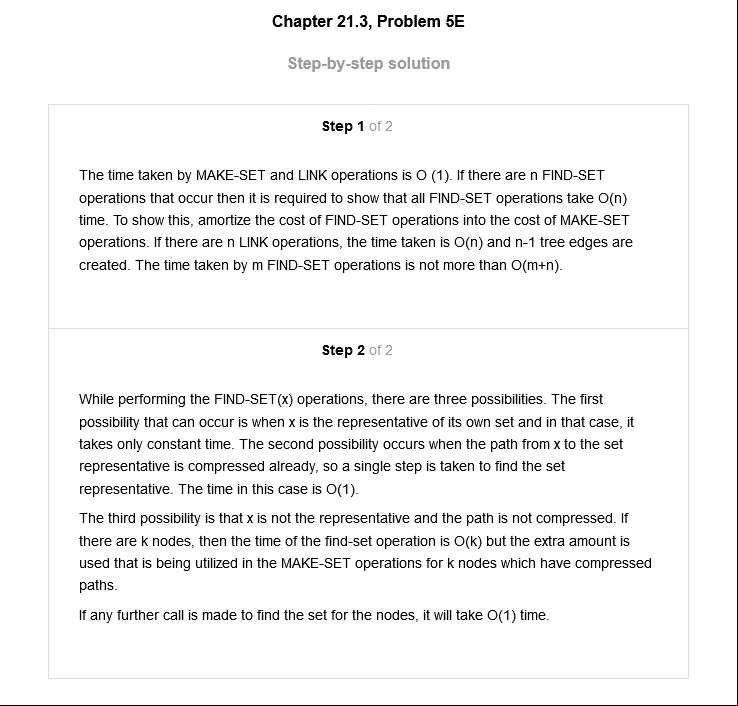 Chapter 21.3, Problem 5E
Step-by-step solution
Step 1 of 2
The time taken by MAKE-SET and LINK operations is O (1). If there are n FIND-SET
operations that occur then it is required to show that all FIND-SET operations take O(n)
time. To show this, amortize the cost of FIND-SET operations into the cost of MAKE-SET
operations. If there are n LINK operations, the time taken is O(n) and n-1 tree edges are
created. The time taken by m FIND-SET operations is not more than O(m+n).
Step 2 of 2
While performing the FIND-SET(x) operations, there are three possibilities. The first
possibility that can occur is when x is the representative of its own set and in that case, it
takes only constant time. The second possibility occurs when the path from x to the set
representative is compressed already, so a single step is taken to find the set
representative. The time in this case is O(1).
The third possibility is that x is not the representative and the path is not compressed. If
there are k nodes, then the time of the find-set operation is O(k) but the extra amount is
used that is being utilized in the MAKE-SET operations for k nodes which have compressed
paths.
If any further call is made to find the set for the nodes, it will take O(1) time.